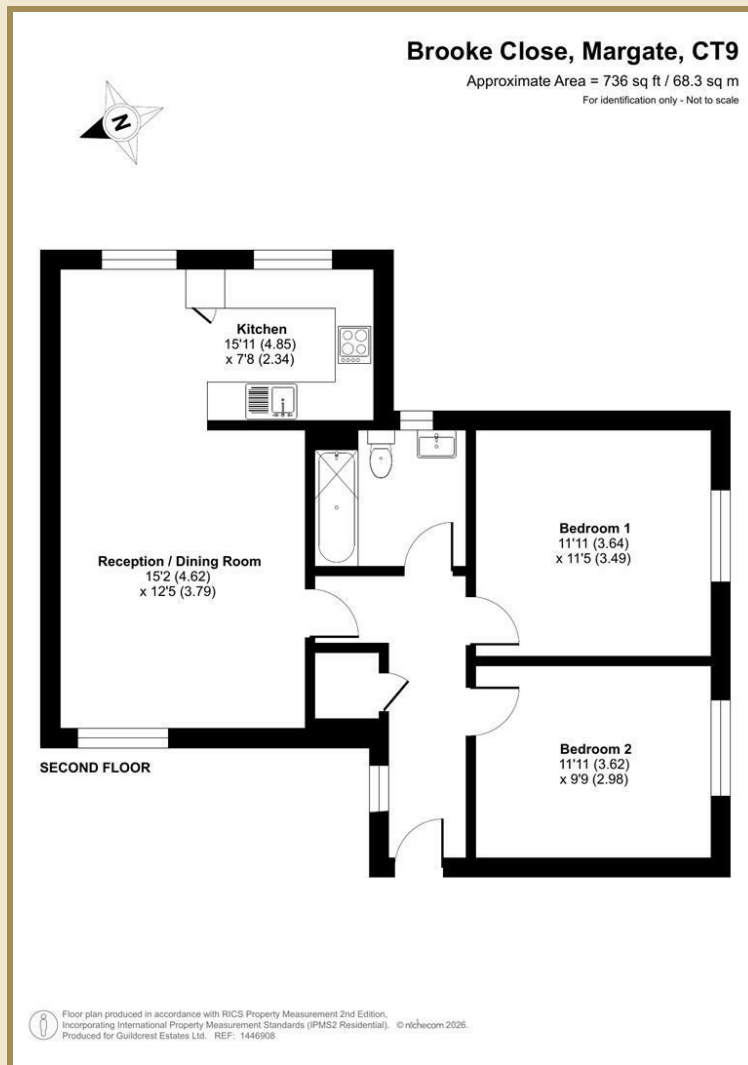 Brooke Close, Margate, CT9
Approximate Area = 736 sq ft / 68.3 sq m
For identification only - Not to scale
N
Kitchen
15'11 (4.85)
x 7'8 (2.34)
Reception / Dining Room
15'2 (4.62)
x 12'5 (3.79)
Bedroom 1
11'11 (3.64)
x 11'5 (3.49)
Bedroom 2
11'11 (3.62)
x 9'9 (2.98)
SECOND FLOOR
Floor plan produced in accordance with RICS Property Measurement 2nd Edition,
Incorporating International Property Measurement Standards (IPMS2 Residential). © nichecom 2026.
Produced for Guildcrest Estates Ltd. REF: 1446908